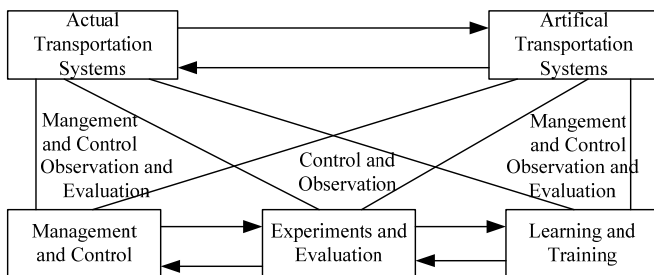 Actual
Transportation
Systems
Artifical
Transportation
Systems
Mangement
and Control
Observation and
Evaluation
Control and
Observation
Mangement
and Control
Observation and
Evaluation
Management
and Control
Experiments and
Evaluation
Learning and
Training